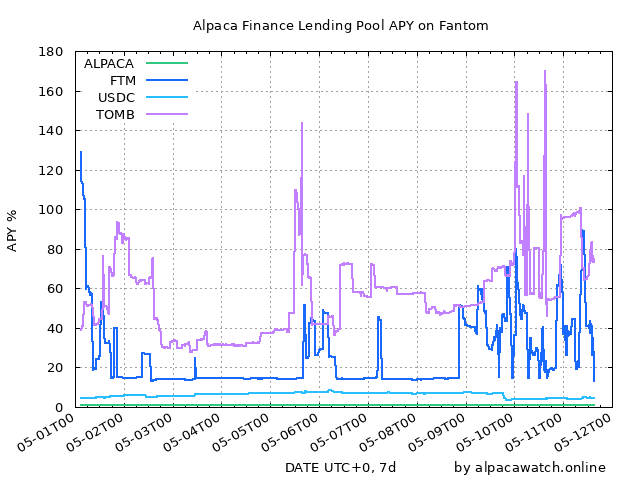 Alpaca Finance Lending Pool APY on Fantom
180
160
140
120
100
80
60
40
20
0
APY %
ALPACA
FTM
USDC
TOMB
05-01T00
05-02T00
05-03T00
05-04T00
05-05T00
05-06T00
05-07T00
05-08T00
05-09T00
05-10T00
05-11T00
05-12T00
DATE UTC+0, 7d
by alpacawatch.online